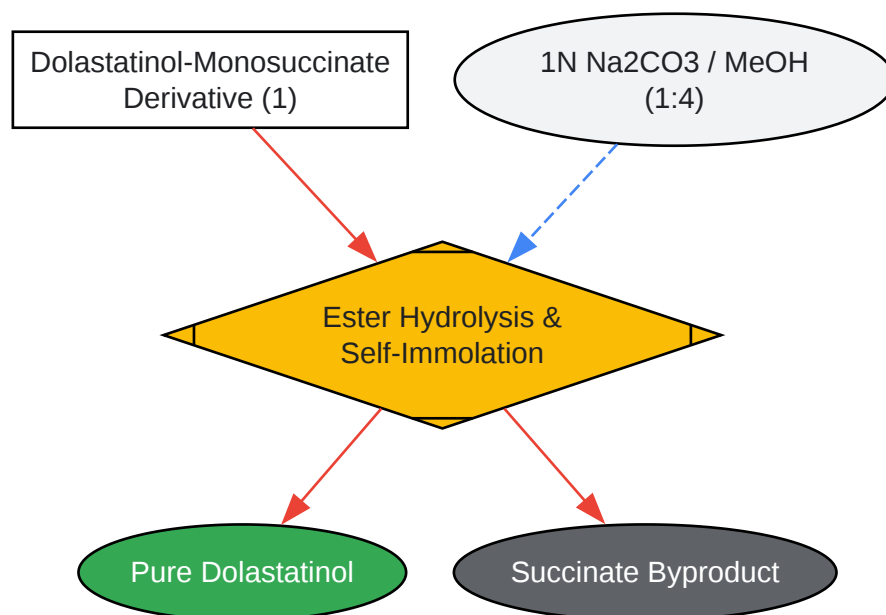 Dolastatinol-Monosuccinate
Derivative (1)
1N Na2CO3 / MeOH
(1:4)
Ester Hydrolysis &
Self-Immolation
Pure Dolastatinol
Succinate Byproduct